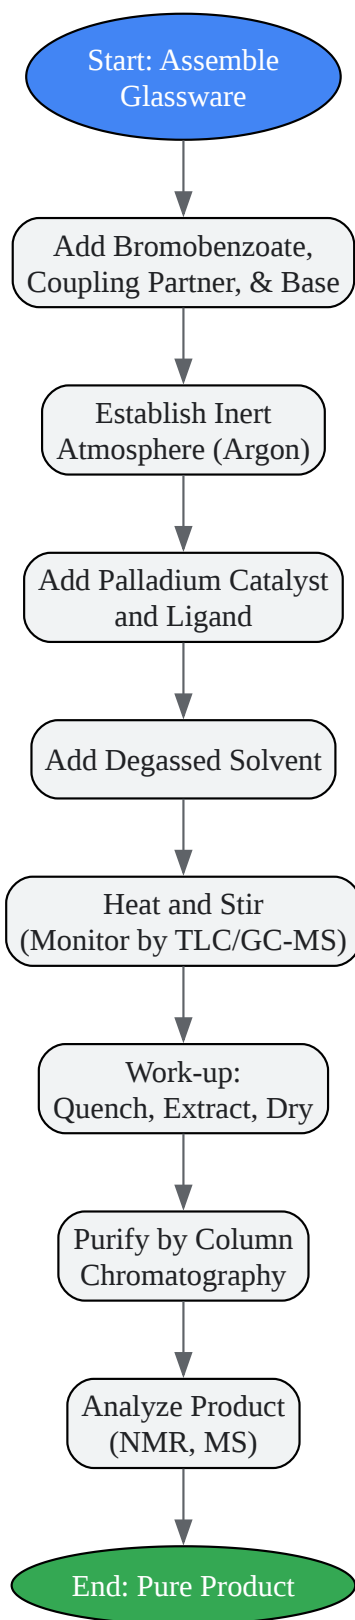 Start: Assemble
Glassware
Add Bromobenzoate,
Coupling Partner, & Base
Establish Inert
Atmosphere (Argon)
Add Palladium Catalyst
and Ligand
Add Degassed Solvent
Heat and Stir
(Monitor by TLC/GC-MS)
Work-up:
Quench, Extract, Dry
Purify by Column
Chromatography
Analyze Product
(NMR, MS)
End: Pure Product